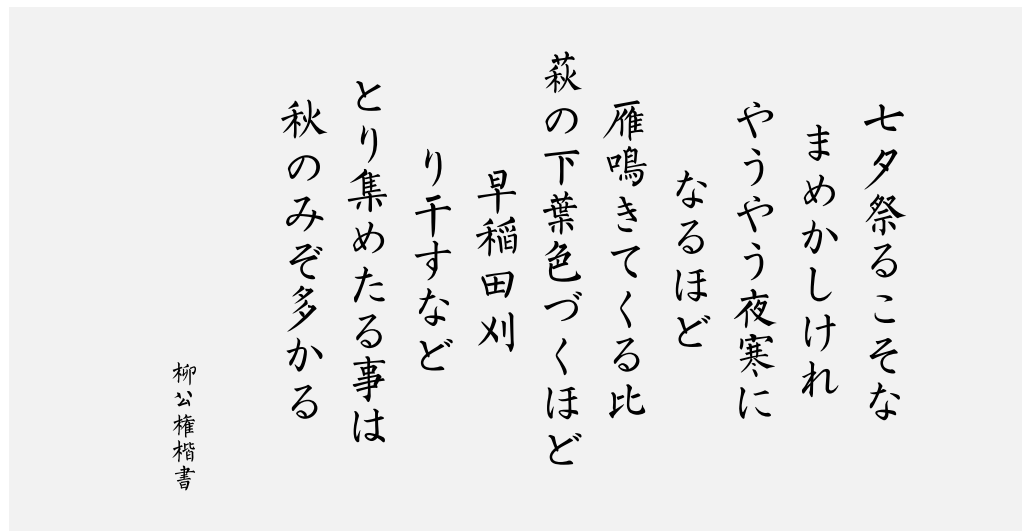 七夕祭るこそな
まめかしけれ
やうやう夜寒に
なるほど
雁鳴きてくる比
萩の下葉色づくほど
早稲田刈
り干すなど
とり集めたる事は
秋のみぞ多かる
柳公権楷書